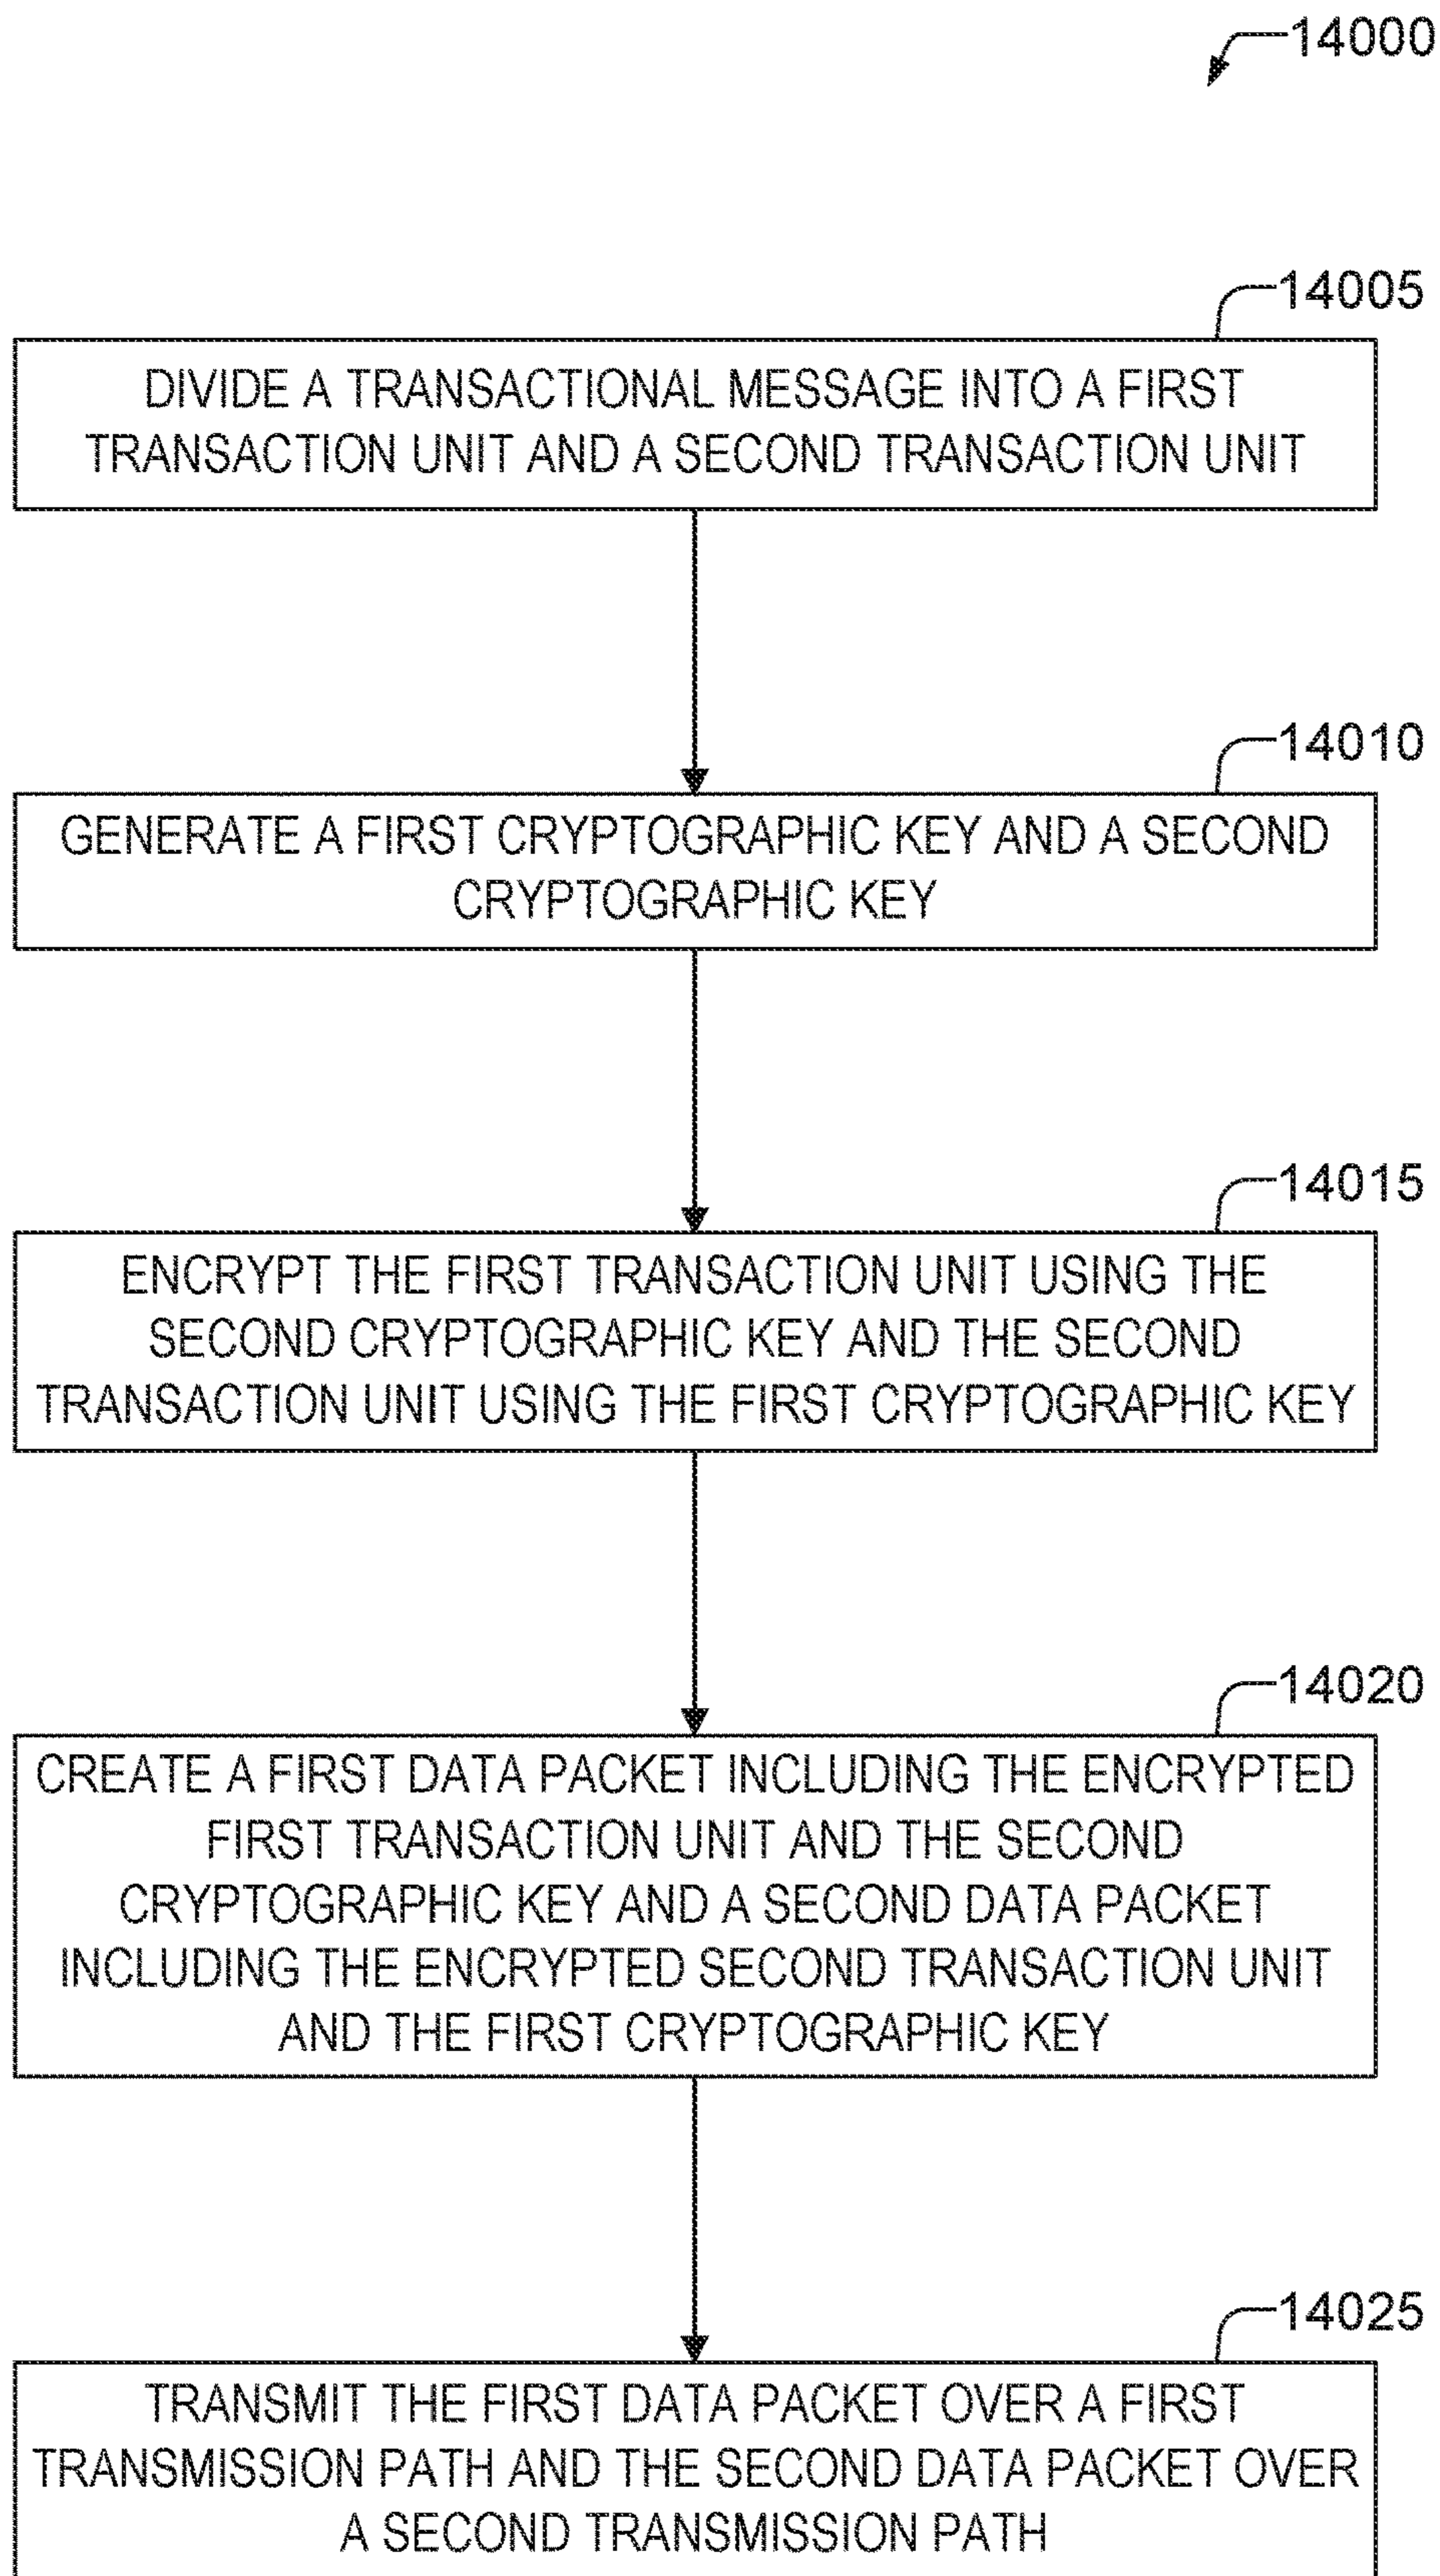 14000
14005
DIVIDE A TRANSACTIONAL MESSAGE INTO A FIRST
TRANSACTION UNIT AND A SECOND TRANSACTION UNIT
14010
GENERATE A FIRST CRYPTOGRAPHIC KEY AND A SECOND
CRYPTOGRAPHIC KEY
14015
ENCRYPT THE FIRST TRANSACTION UNIT USING THE
SECOND CRYPTOGRAPHIC KEY AND THE SECOND
TRANSACTION UNIT USING THE FIRST CRYPTOGRAPHIC KEY
14020
CREATE A FIRST DATA PACKET INCLUDING THE ENCRYPTED
FIRST TRANSACTION UNIT AND THE SECOND
CRYPTOGRAPHIC KEY AND A SECOND DATA PACKET
INCLUDING THE ENCRYPTED SECOND TRANSACTION UNIT
AND THE FIRST CRYPTOGRAPHIC KEY
14025
TRANSMIT THE FIRST DATA PACKET OVER A FIRST
TRANSMISSION PATH AND THE SECOND DATA PACKET OVER
A SECOND TRANSMISSION PATH